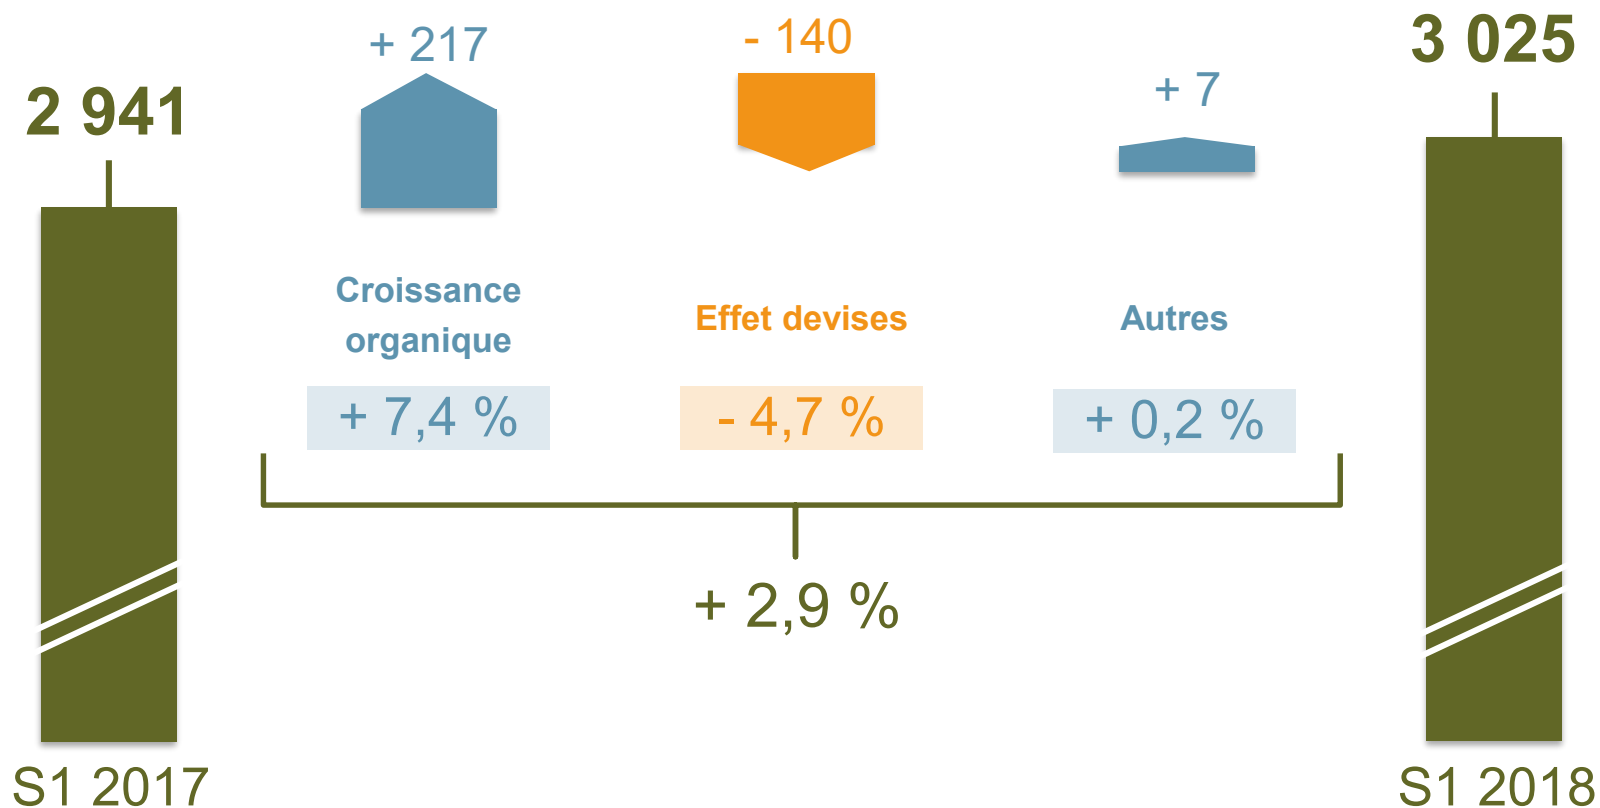 2 941
+ 217
- 140
+ 7
3 025
Croissance
organique
Effet devises
Autres
+ 7,4 %
- 4,7 %
+ 0,2 %
+ 2,9 %
S1 2017
S1 2018